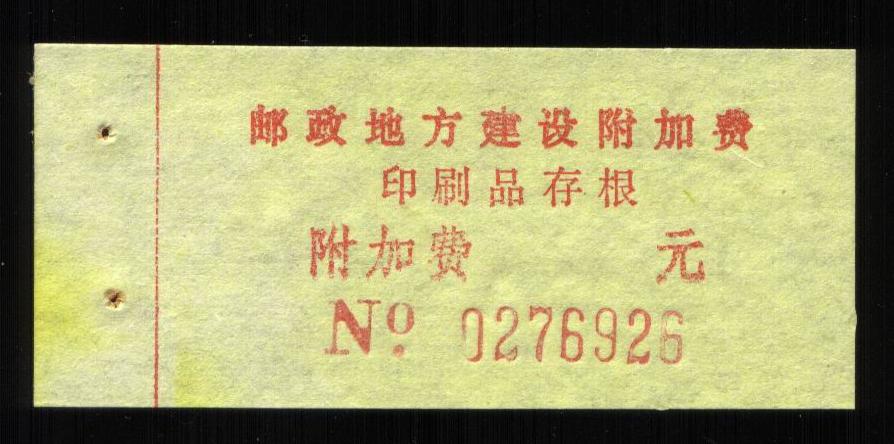 邮政地方建设附加费
印刷品存根
附加费 元
Nº 0276926